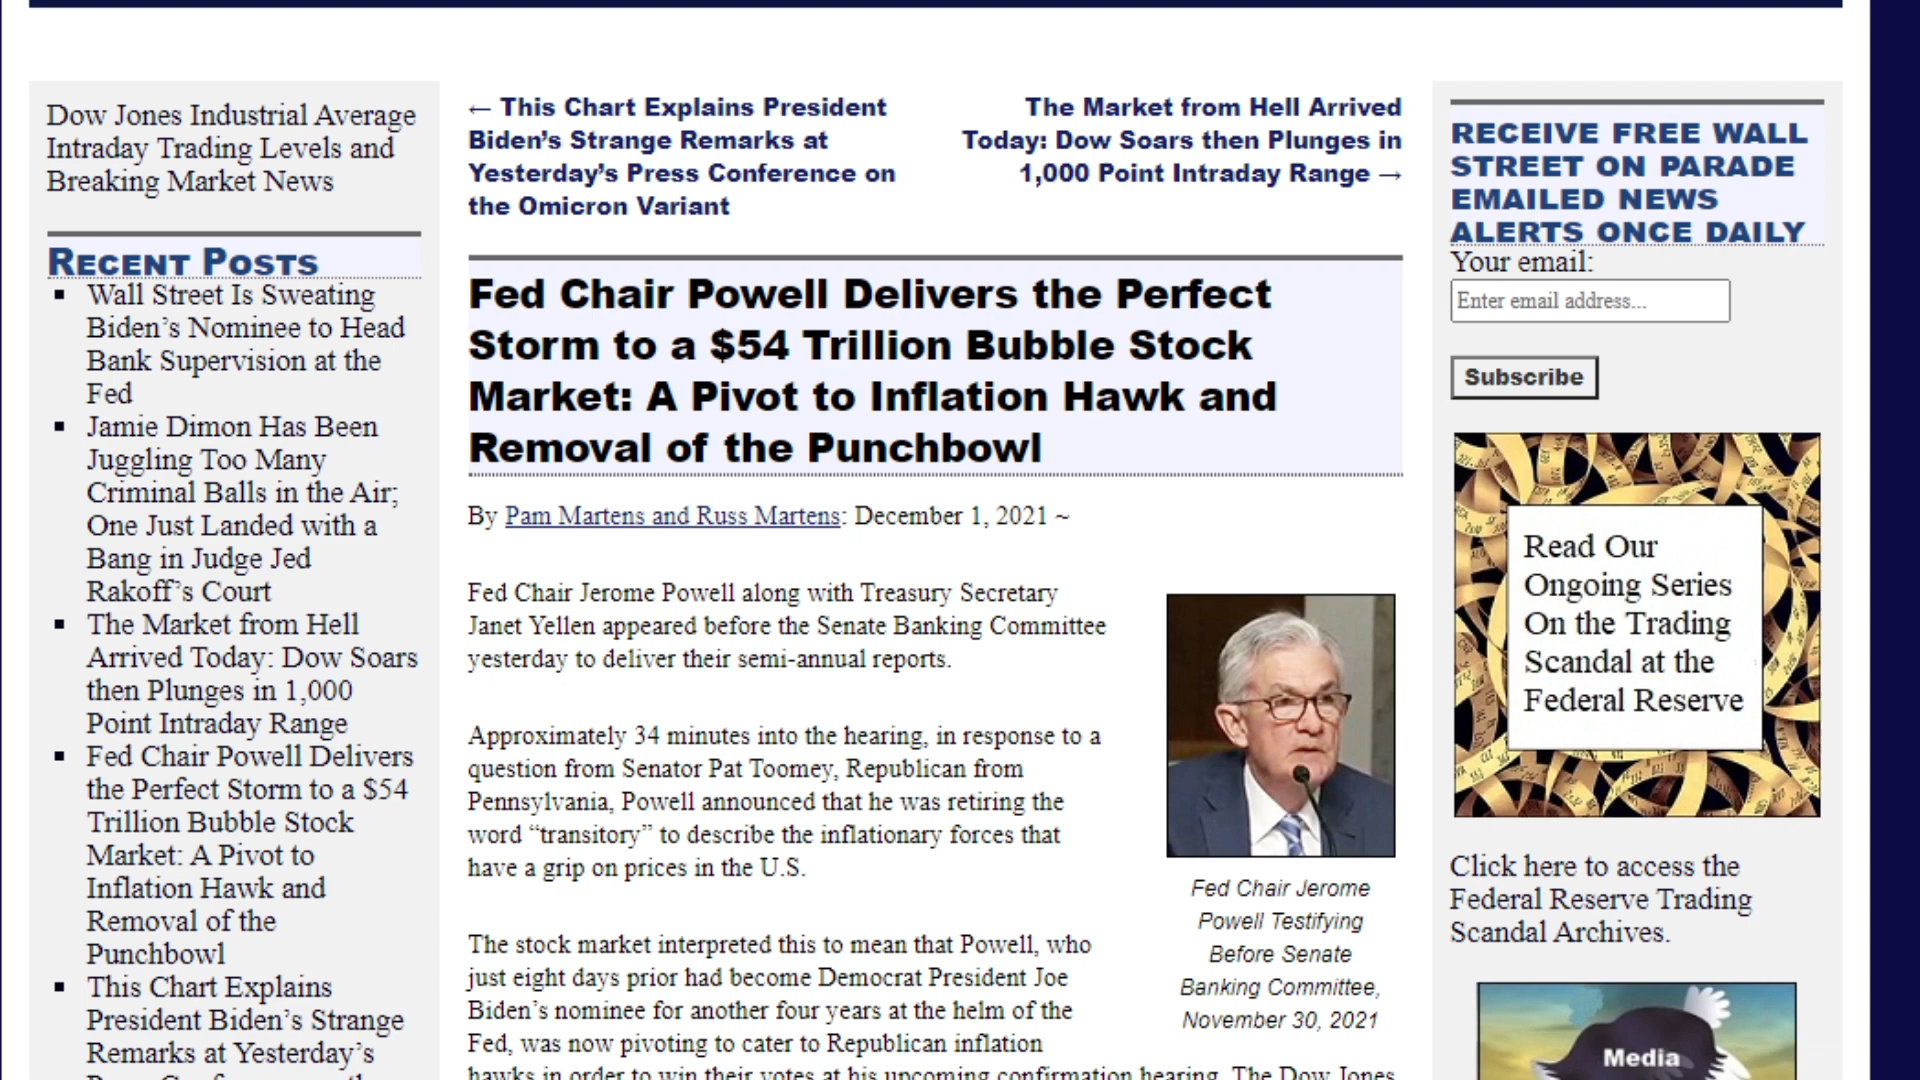 Dow Jones Industrial Average
Intraday Trading Levels and
Breaking Market News
RECENT POSTS
Wall Street Is Sweating
Biden’s Nominee to Head
Bank Supervision at the
Fed
Jamie Dimon Has Been
Juggling Too Many
Criminal Balls in the Air;
One Just Landed with a
Bang in Judge Jed
Rakoff’s Court
The Market from Hell
Arrived Today: Dow Soars
then Plunges in 1,000
Point Intraday Range
Fed Chair Powell Delivers
the Perfect Storm to a $54
Trillion Bubble Stock
Market: A Pivot to
Inflation Hawk and
Removal of the
Punchbowl
This Chart Explains
President Biden’s Strange
Remarks at Yesterday’s
← This Chart Explains President
Biden’s Strange Remarks at
Yesterday’s Press Conference on
the Omicron Variant
The Market from Hell Arrived
Today: Dow Soars then Plunges in
1,000 Point Intraday Range →
Fed Chair Powell Delivers the Perfect
Storm to a $54 Trillion Bubble Stock
Market: A Pivot to Inflation Hawk and
Removal of the Punchbowl
By Pam Martens and Russ Martens: December 1, 2021 ~
Fed Chair Jerome Powell along with Treasury Secretary
Janet Yellen appeared before the Senate Banking Committee
yesterday to deliver their semi-annual reports.
Approximately 34 minutes into the hearing, in response to a
question from Senator Pat Toomey, Republican from
Pennsylvania, Powell announced that he was retiring the
word “transitory” to describe the inflationary forces that
have a grip on prices in the U.S.
The stock market interpreted this to mean that Powell, who
just eight days prior had become Democrat President Joe
Biden’s nominee for another four years at the helm of the
Fed, was now pivoting to cater to Republican inflation
hawks in order to win their votes at his upcoming confirmation hearing. The Dow Jones
Fed Chair Jerome
Powell Testifying
Before Senate
Banking Committee,
November 30, 2021
RECEIVE FREE WALL
STREET ON PARADE
EMAILED NEWS
ALERTS ONCE DAILY
Your email:
Enter email address...
Subscribe
Read Our
Ongoing Series
On the Trading
Scandal at the
Federal Reserve
Click here to access the
Federal Reserve Trading
Scandal Archives.
Media